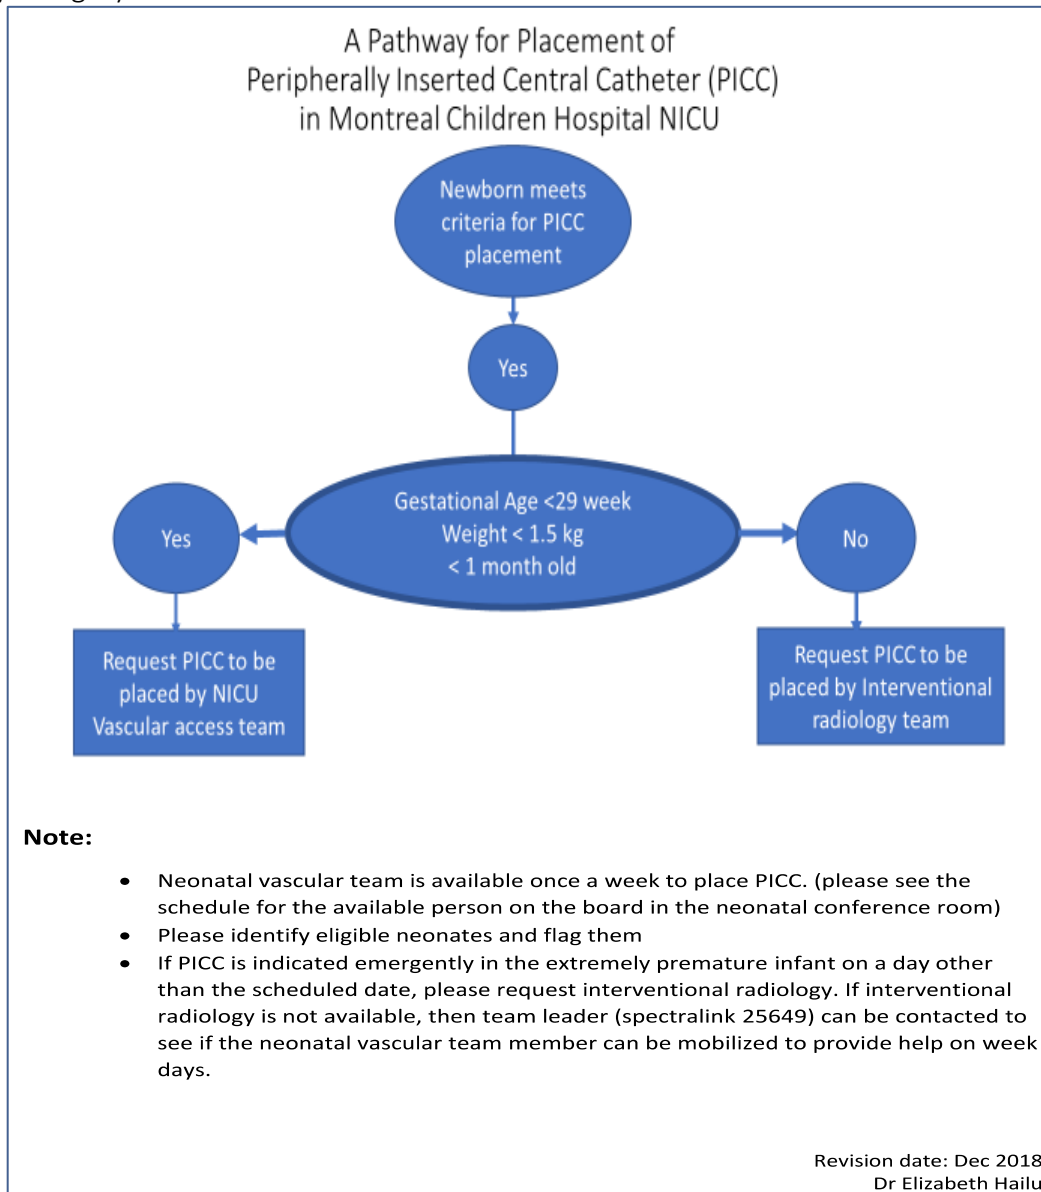 A Pathway for Placement of
Peripherally Inserted Central Catheter (PICC)
in Montreal Children Hospital NICU
Newborn meets
criteria for PICC
placement
Yes
Gestational Age <29 week
Weight < 1.5 kg
< 1 month old
Yes
No
Request PICC to be
placed by NICU
Vascular access team
Request PICC to be
placed by Interventional
radiology team
Note:
• Neonatal vascular team is available once a week to place PICC. (please see the
schedule for the available person on the board in the neonatal conference room)
• Please identify eligible neonates and flag them
• If PICC is indicated emergently in the extremely premature infant on a day other
than the scheduled date, please request interventional radiology. If interventional
radiology is not available, then team leader (spectralink 25649) can be contacted to
see if the neonatal vascular team member can be mobilized to provide help on week
days.
Revision date: Dec 2018
Dr Elizabeth Hailu